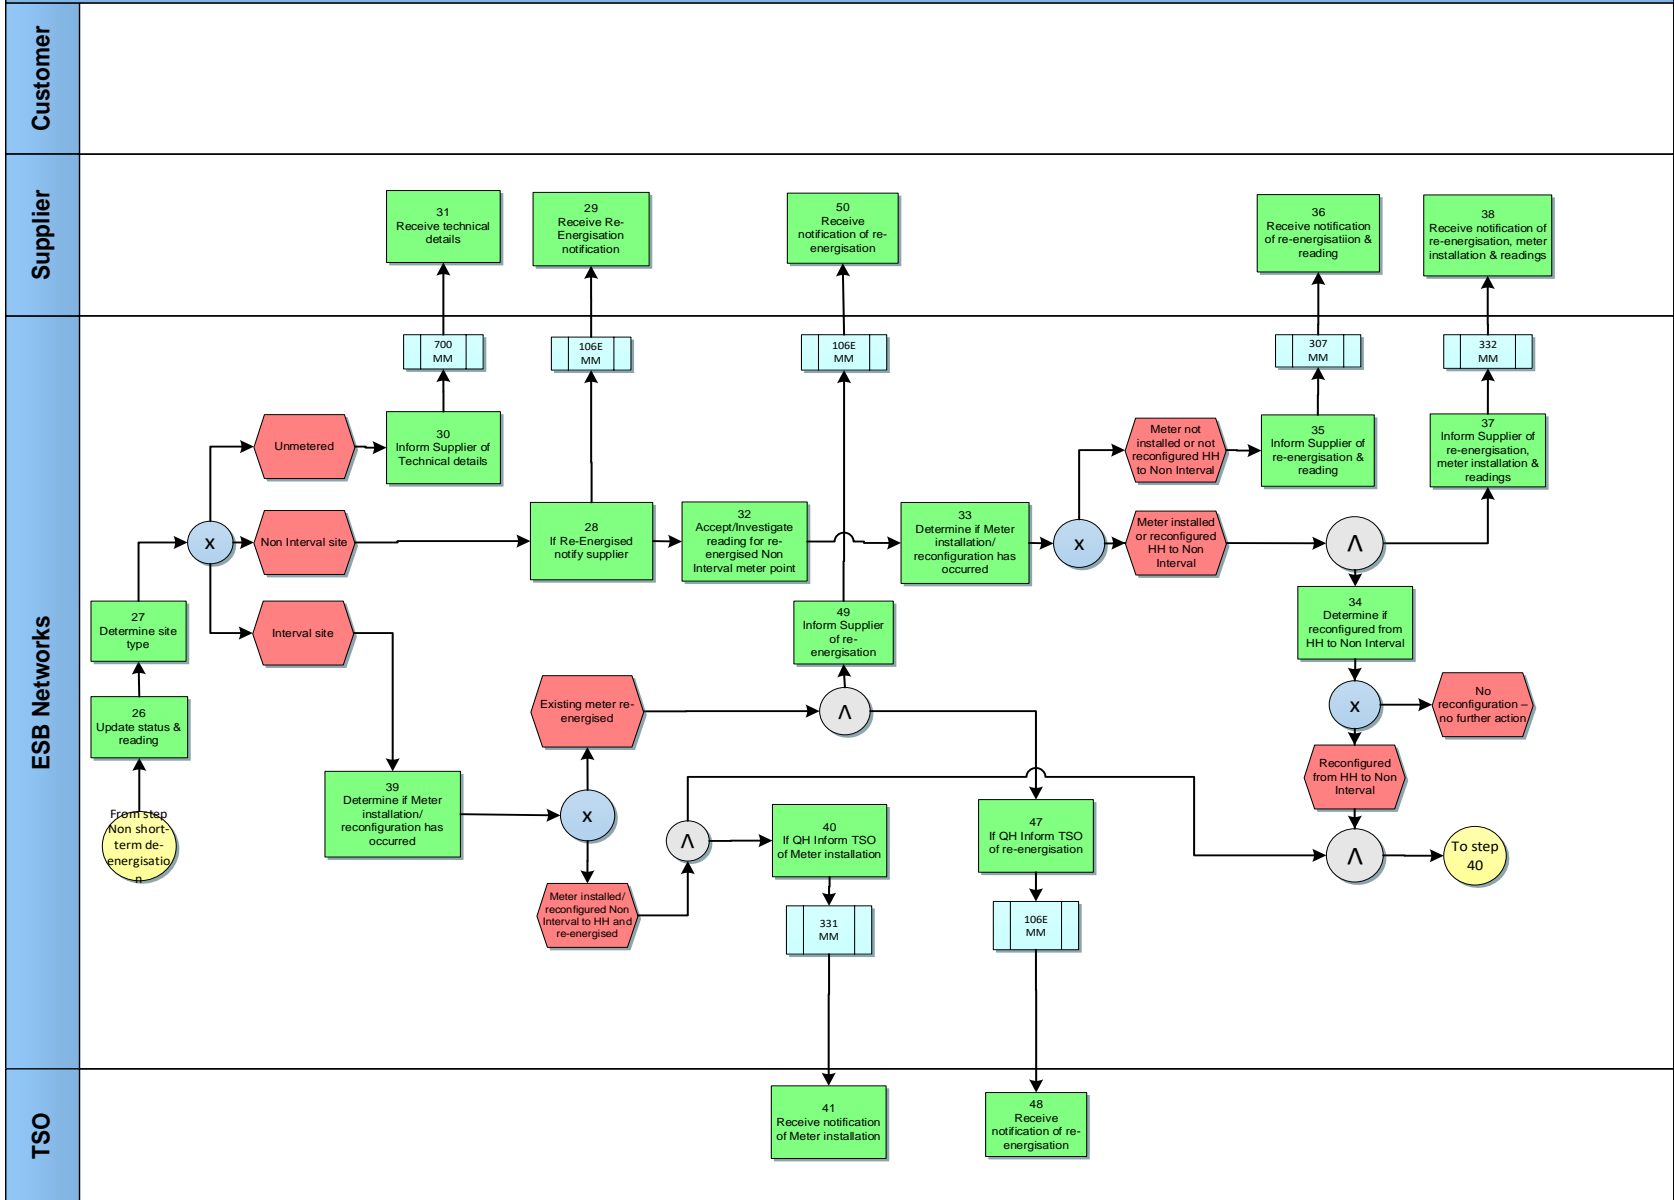 Customer
Supplier
31
Receive technical
details
29
Receive Re-
Energisation
notification
50
Receive
notification of re-
energisation
36
Receive notification
of re-energisatiion &
reading
38
Receive notification of
re-energisation, meter
installation & readings
ESB Networks
700
MM
106E
MM
106E
MM
307
MM
332
MM
Unmetered
30
Inform Supplier of
Technical details
Meter not
installed or not
reconfigured HH
to Non Interval
35
Inform Supplier of
re-energisation &
reading
37
Inform Supplier of
re-energisation,
meter installation &
readings
x
Non Interval site
28
If Re-Energised
notify supplier
32
Accept/Investigate
reading for re-
energised Non
Interval meter point
33
Determine if Meter
installation/
reconfiguration has
occurred
x
Meter installed
or reconfigured
HH to Non
Interval
Λ
27
Determine site
type
Interval site
49
Inform Supplier
of re-
energisation
34
Determine if
reconfigured from
HH to Non Interval
26
Update status &
reading
Existing meter re-
energised
Λ
x
No
reconfiguration –
no further action
Reconfigured
from HH to Non
Interval
From step
Non short-
term de-
energisatio
n
39
Determine if Meter
installation/
reconfiguration has
occurred
x
Λ
40
If QH Inform TSO
of Meter installation
47
If QH Inform TSO
of re-energisation
Λ
To step
40
Meter installed/
reconfigured Non
Interval to HH and
re-energised
331
MM
106E
MM
TSO
41
Receive notification
of Meter installation
48
Receive
notification of re-
energisation